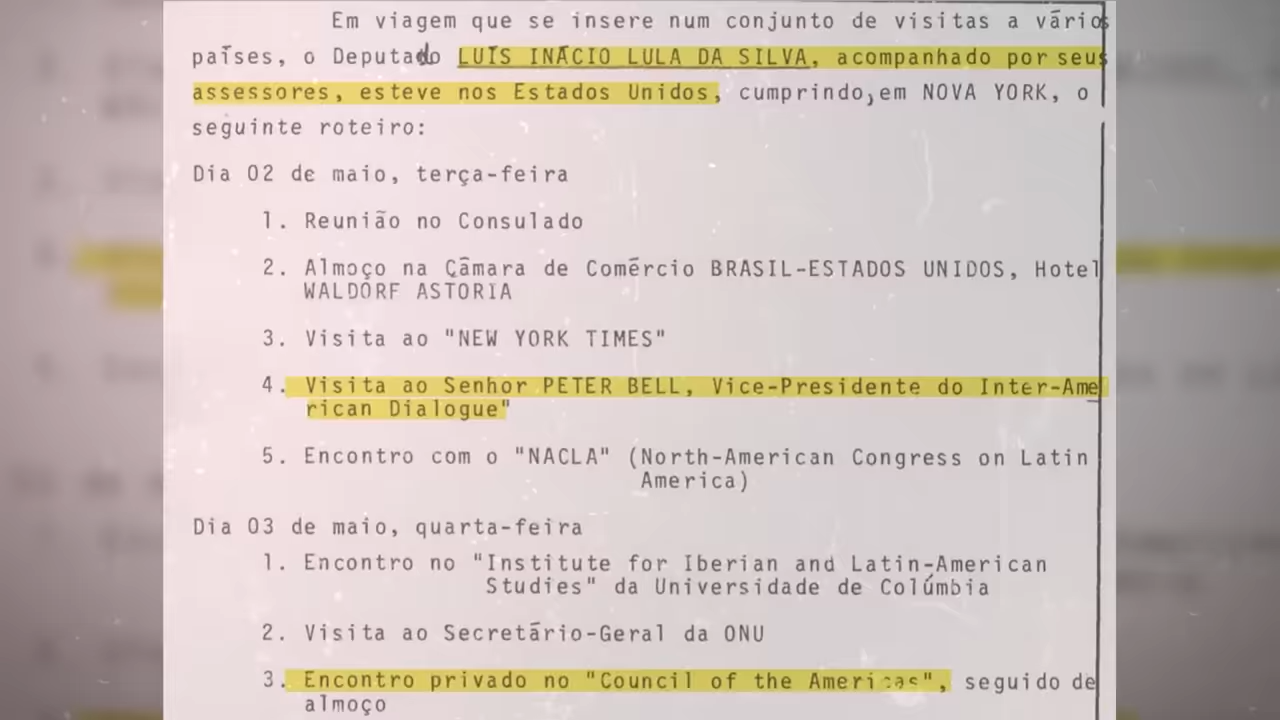 Em viagem que se insere num conjunto de visitas a vários
países, o Deputado LUÍS INÁCIO LULA DA SILVA, acompanhado por seus
assessores, esteve nos Estados Unidos, cumprindo,em NOVA YORK, o
seguinte roteiro:
Dia 02 de maio, terça-feira
1. Reunião no Consulado
2. Almoço na Câmara de Comércio BRASIL-ESTADOS UNIDOS, Hotel
WALDORF ASTORIA
3. Visita ao "NEW YORK TIMES"
4. Visita ao Senhor PETER BELL, Vice-Presidente do Inter-Ame
rican Dialogue"
5. Encontro com o "NACLA" (North-American Congress on Latin
America)
Dia 03 de maio, quarta-feira
1. Encontro no "Institute for Iberian and Latin-American
Studies" da Universidade de Colúmbia
2. Visita ao Secretário-Geral da ONU
3. Encontro privado no "Council of the Americas", seguido de
almoço